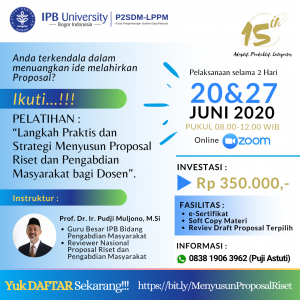 IPB University
Bogor Indonesia
P2SDM-LPPM
15th
Anda terkendala dalam
menuangkan ide melahirkan
Proposal?
Ikuti...!!!
PELATIHAN :
“Langkah Praktis dan
Strategi Menyusun Proposal
Riset dan Pengabdian
Masyarakat bagi Dosen”.
Instruktur :
Prof. Dr. Ir. Pudji Muljono, M.Si
Guru Besar IPB Bidang
Pengabdian Masyarakat
Reviewer Nasional
Proposal Riset dan
Pengabdian Masyarakat
Pelaksanaan selama 2 Hari
20&27
JUNI 2020
PUKUL 08.00-12.00 WIB
Online
zoom
INVESTASI :
Rp 350.000,-
FASILITAS :
e-Sertifikat
Soft Copy Materi
Reviev Draft Proposal Terpilih
INFORMASI :
0838 1906 3962 (Puji Astuti)
Yuk DAFTAR Sekarang!!!
https://bit.ly/MenyusunProposalRiset